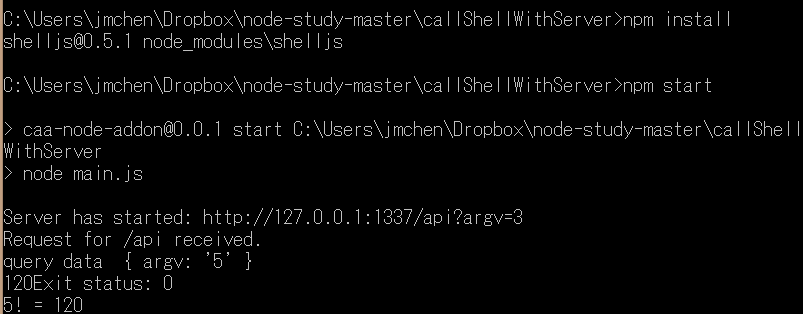 C:\Users\jmchen\Dropbox\node-study-master\callShellWithServer>npm install
shelljs@0.5.1 node_modules\shelljs
C:\Users\jmchen\Dropbox\node-study-master\callShellWithServer>npm start
> caa-node-addon@0.0.1 start C:\Users\jmchen\Dropbox\node-study-master\callShell
WithServer
> node main.js
Server has started: http://127.0.0.1:1337/api?argv=3
Request for /api received.
query data  { argv: '5' }
120Exit status: 0
5! = 120